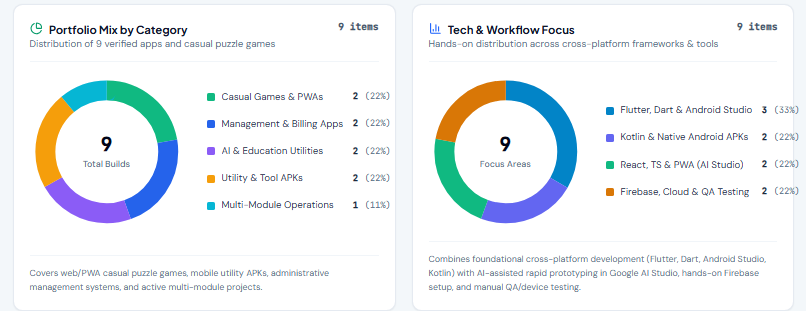 Portfolio Mix by Category
9 items
Distribution of 9 verified apps and casual puzzle games
9
Total Builds
Casual Games & PWAs 2 (22%)
Management & Billing Apps 2 (22%)
AI & Education Utilities 2 (22%)
Utility & Tool APKs 2 (22%)
Multi-Module Operations 1 (11%)
Covers web/PWA casual puzzle games, mobile utility APKs, administrative
management systems, and active multi-module projects.
Tech & Workflow Focus
9 items
Hands-on distribution across cross-platform frameworks & tools
9
Focus Areas
Flutter, Dart & Android Studio 3 (33%)
Kotlin & Native Android APKs 2 (22%)
React, TS & PWA (AI Studio) 2 (22%)
Firebase, Cloud & QA Testing 2 (22%)
Combines foundational cross-platform development (Flutter, Dart, Android Studio,
Kotlin) with AI-assisted rapid prototyping in Google AI Studio, hands-on Firebase
setup, and manual QA/device testing.